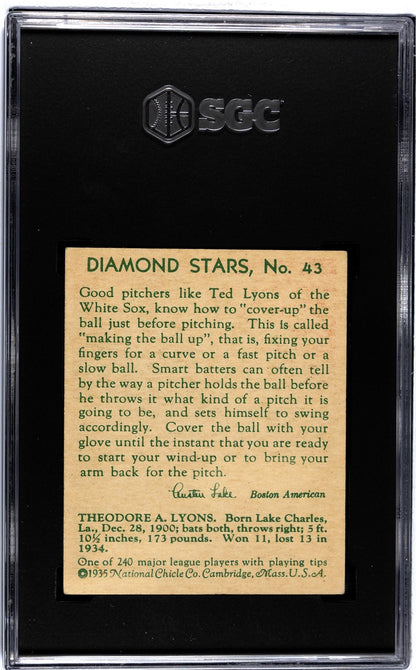 SGC
DIAMOND STARS, No. 43
Good pitchers like Ted Lyons of the
White Sox, know how to "cover-up" the
ball just before pitching. This is called
"making the ball up", that is, fixing your
fingers for a curve or a fast pitch or a
slow ball. Smart batters can often tell
by the way a pitcher holds the ball before
he throws it what kind of a pitch it is
going to be, and sets himself to swing
accordingly. Cover the ball with your
glove until the instant that you are ready
to start your wind-up or to bring your
arm back for the pitch.
Austen Lake Boston American
THEODORE A. LYONS. Born Lake Charles,
La., Dec. 28, 1900; bats both, throws right; 5 ft.
10½ inches, 173 pounds. Won 11, lost 13 in
1934.
One of 240 major league players with playing tips
©1935 National Chicle Co. Cambridge, Mass. U.S.A.